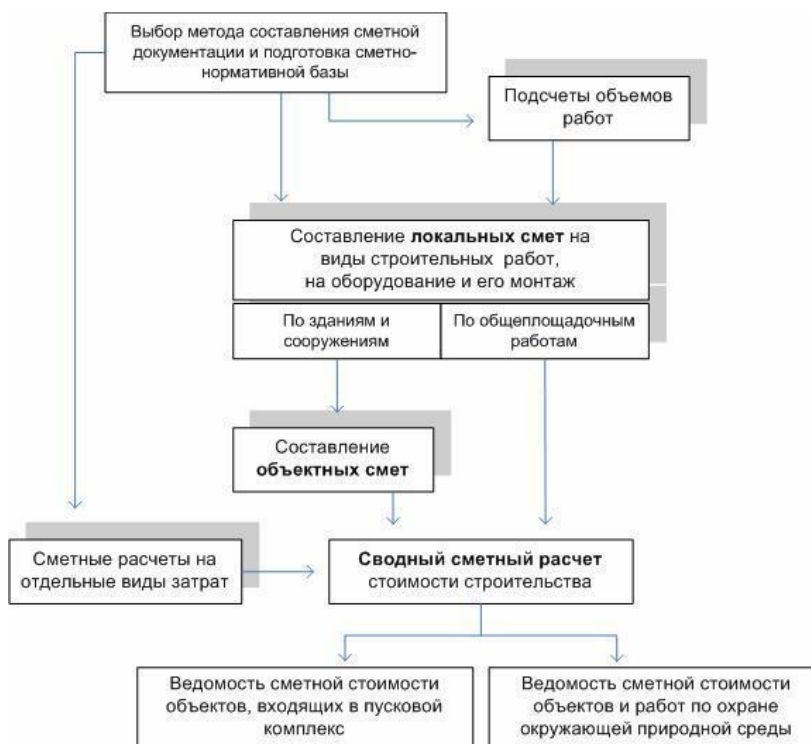 Выбор метода составления сметной
документации и подготовка сметно-
нормативной базы
Подсчеты объемов
работ
Составление локальных смет на
виды строительных работ,
на оборудование и его монтаж
По зданиям и
сооружениям
По общеплощадочным
работам
Составление
объектных смет
Сметные расчеты на
отдельные виды затрат
Сводный сметный расчет
стоимости строительства
Ведомость сметной стоимости
объектов, входящих в пусковой
комплекс
Ведомость сметной стоимости
объектов и работ по охране
окружающей природной среды